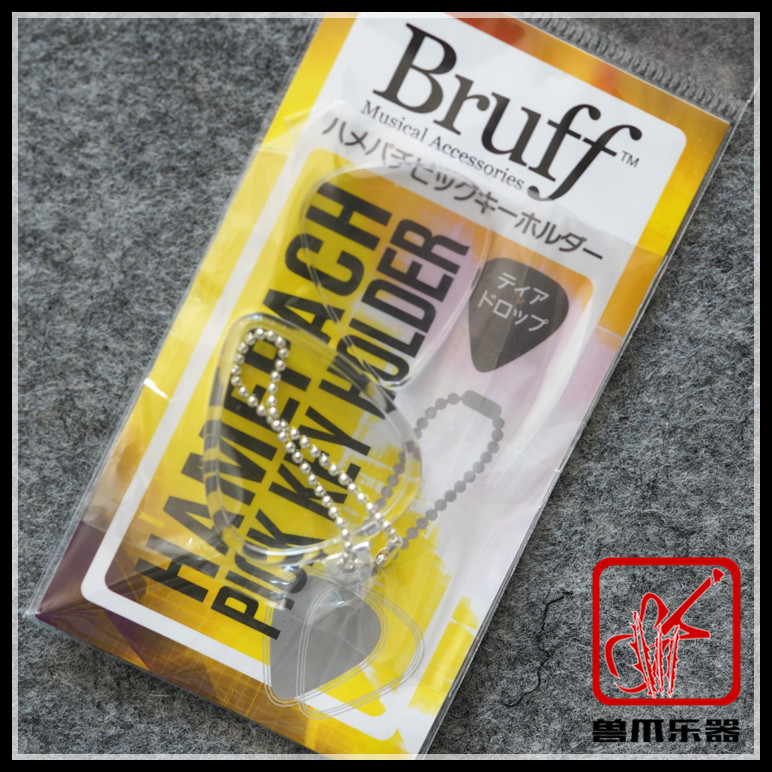 Bruff™
Musical Accessories
ハメパチピックキーホルダー
HAMEPACH
PICK KEY HOLDER
ティア
ドロップ
兽爪乐器